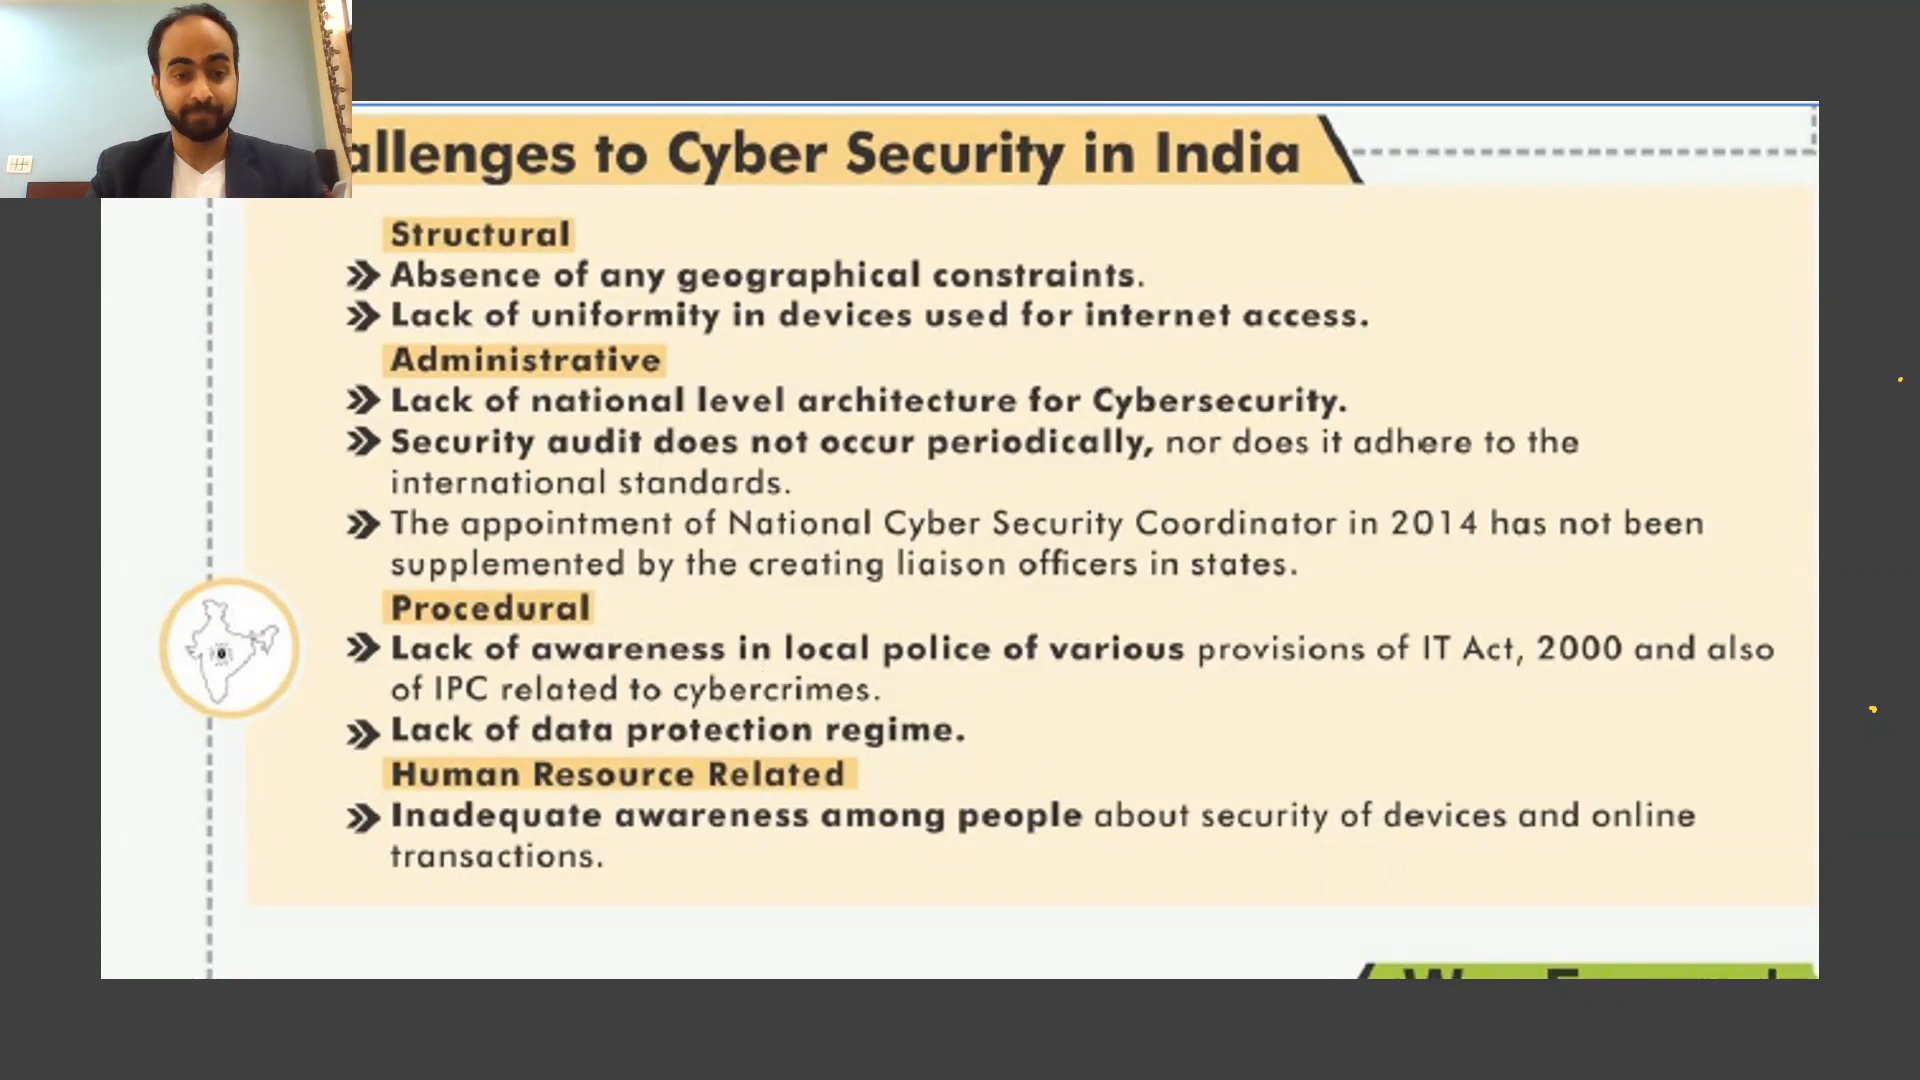 allenges to Cyber Security in India
Structural
Absence of any geographical constraints.
Lack of uniformity in devices used for internet access.
Administrative
Lack of national level architecture for Cybersecurity.
Security audit does not occur periodically, nor does it adhere to the
international standards.
The appointment of National Cyber Security Coordinator in 2014 has not been
supplemented by the creating liaison officers in states.
Procedural
Lack of awareness in local police of various provisions of IT Act, 2000 and also
of IPC related to cybercrimes.
Lack of data protection regime.
Human Resource Related
Inadequate awareness among people about security of devices and online
transactions.